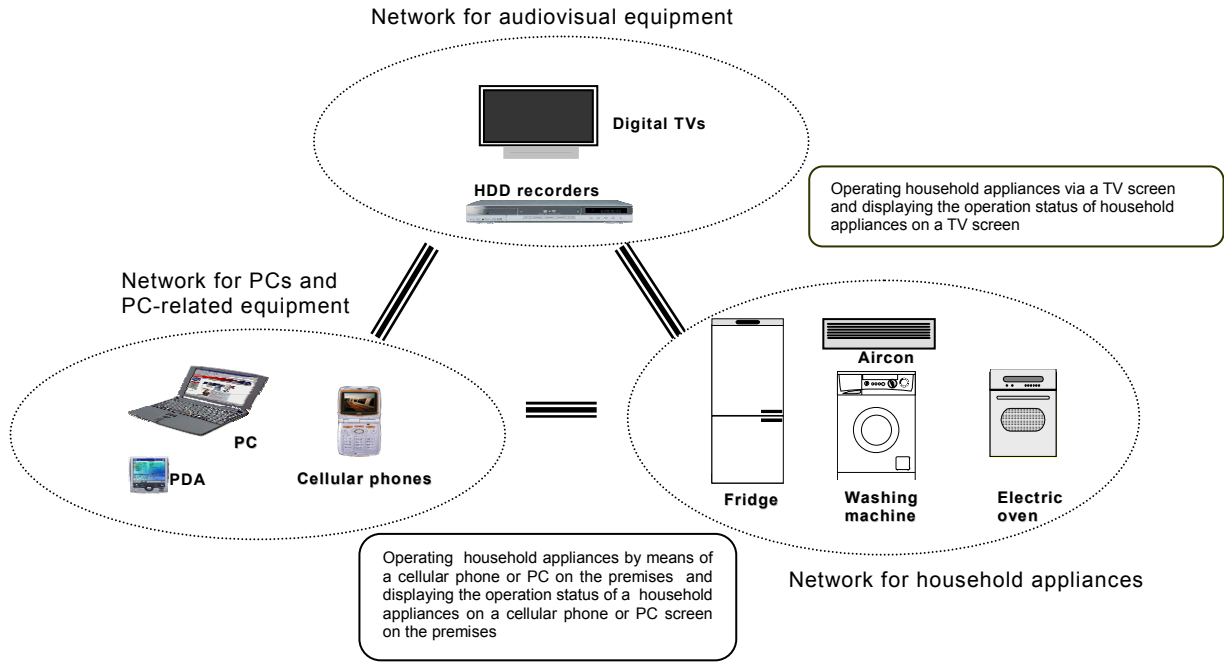 Network for audiovisual equipment
Digital TVs
HDD recorders
Operating household appliances via a TV screen
and displaying the operation status of household
appliances on a TV screen
Network for PCs and
PC-related equipment
PC
PDA
Cellular phones
Aircon
Fridge
Washing
machine
Electric
oven
Operating household appliances by means of
a cellular phone or PC on the premises and
displaying the operation status of a household
appliances on a cellular phone or PC screen
on the premises
Network for household appliances